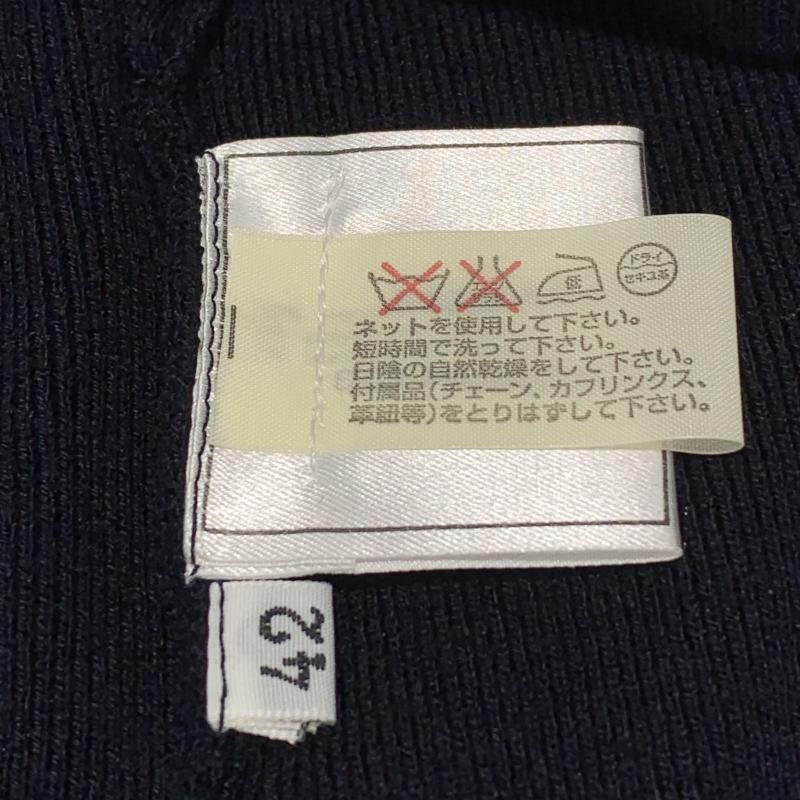 低
ドライ
セキユ系
ネットを使用して下さい。
短時間で洗って下さい。
日陰の自然乾燥をして下さい。
付属品(チェーン、カフリンクス、
革紐等)をとりはずして下さい。
42